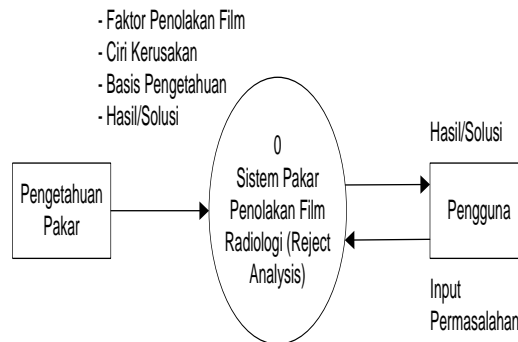 - Faktor Penolakan Film
- Ciri Kerusakan
- Basis Pengetahuan
- Hasil/Solusi
Pengetahuan
Pakar
0
Sistem Pakar
Penolakan Film
Radiologi (Reject
Analysis)
Hasil/Solusi
Pengguna
Input
Permasalahan